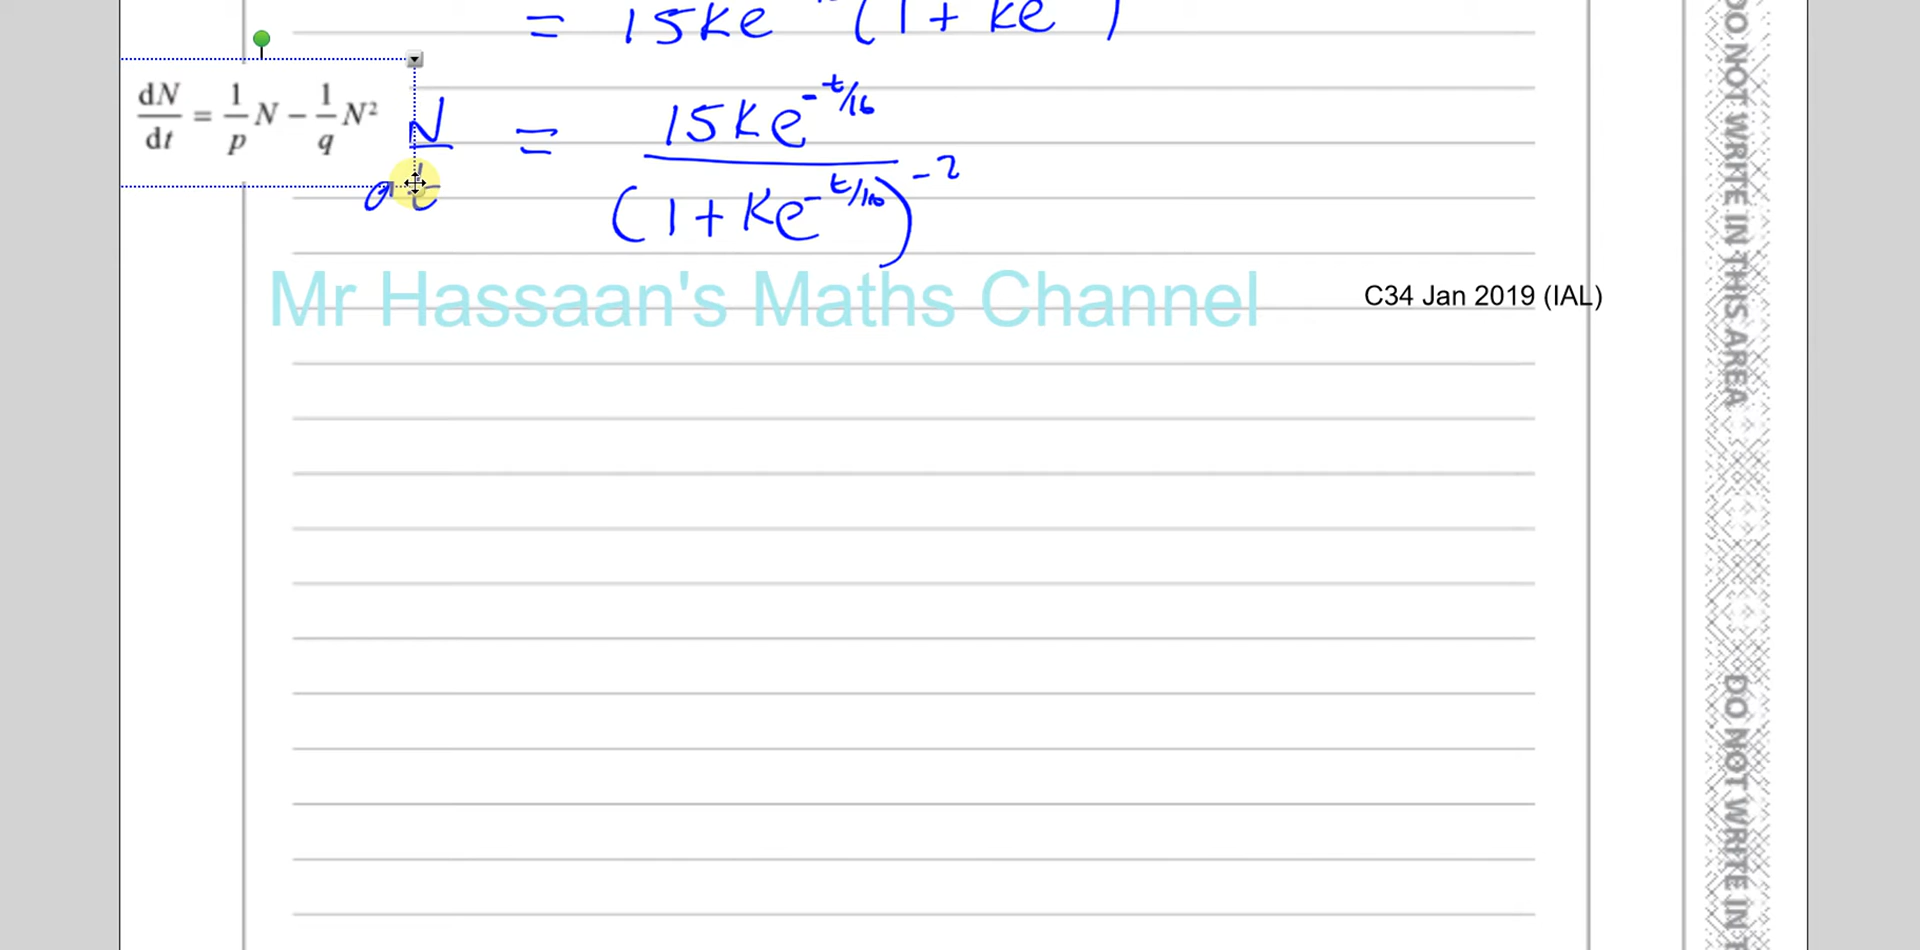 = 15ke (1 + ke )
dN/dt = 1/p N − 1/q N²
N/dt = 15ke^(-t/16) / (1 + ke^(-t/16))^(-2)
Mr Hassaan's Maths Channel
C34 Jan 2019 (IAL)
DO NOT WRITE IN THIS AREA
DO NOT WRITE IN